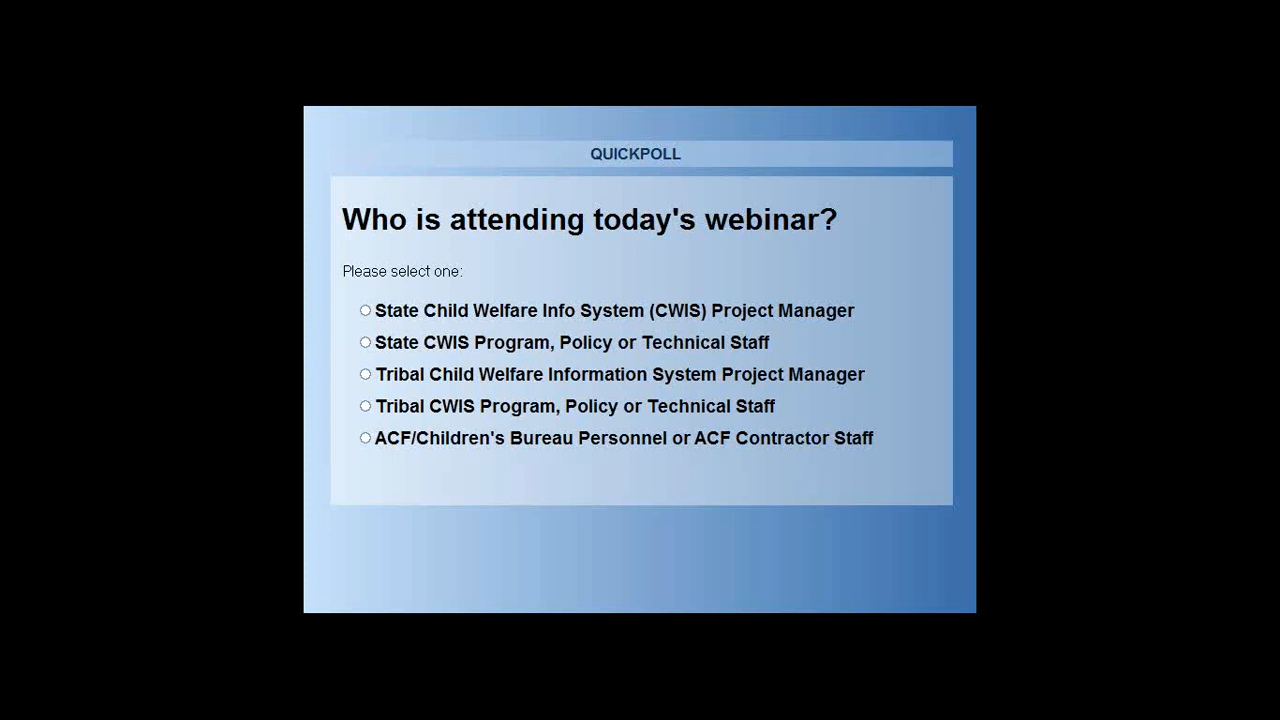 QUICKPOLL
Who is attending today's webinar?
Please select one:
State Child Welfare Info System (CWIS) Project Manager
State CWIS Program, Policy or Technical Staff
Tribal Child Welfare Information System Project Manager
Tribal CWIS Program, Policy or Technical Staff
ACF/Children's Bureau Personnel or ACF Contractor Staff